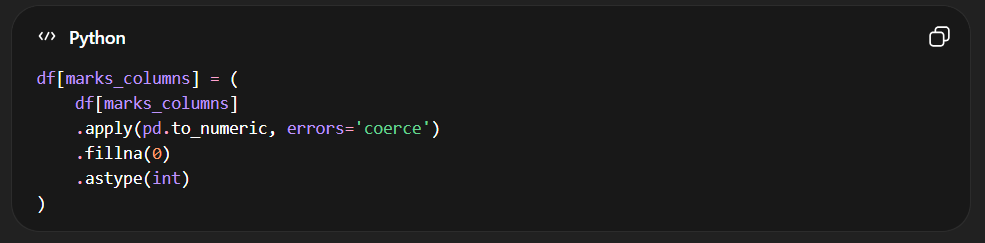 </> Python
df[marks_columns] = (
    df[marks_columns]
    .apply(pd.to_numeric, errors='coerce')
    .fillna(0)
    .astype(int)
)